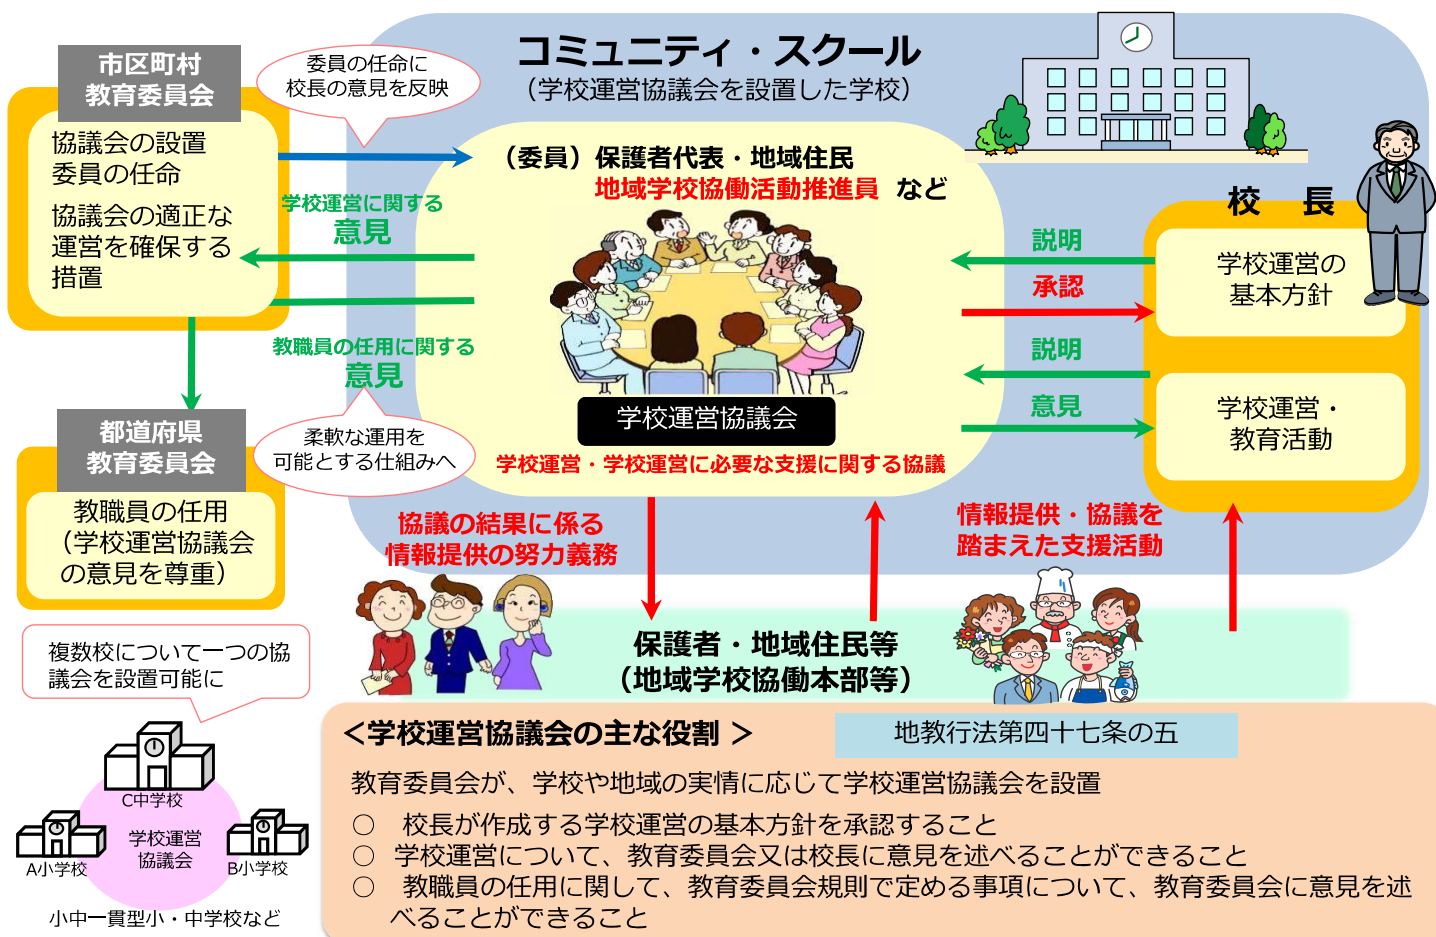 コミュニティ・スクール
（学校運営協議会を設置した学校）
市区町村
教育委員会
協議会の設置
委員の任命
協議会の適正な
運営を確保する
措置
委員の任命に
校長の意見を反映
学校運営に関する
意見
教職員の任用に関する
意見
柔軟な運用を
可能とする仕組みへ
都道府県
教育委員会
教職員の任用
（学校運営協議会
の意見を尊重）
（委員）保護者代表・地域住民
地域学校協働活動推進員 など
学校運営協議会
学校運営・学校運営に必要な支援に関する協議
説明
承認
説明
意見
校　長
学校運営の
基本方針
学校運営・
教育活動
協議の結果に係る
情報提供の努力義務
情報提供・協議を
踏まえた支援活動
保護者・地域住民等
（地域学校協働本部等）
複数校について一つの協
議会を設置可能に
C中学校
学校運営
協議会
A小学校
B小学校
小中一貫型小・中学校など
＜学校運営協議会の主な役割 ＞
地教行法第四十七条の五
教育委員会が、学校や地域の実情に応じて学校運営協議会を設置
○　校長が作成する学校運営の基本方針を承認すること
○ 学校運営について、教育委員会又は校長に意見を述べることができること
○　教職員の任用に関して、教育委員会規則で定める事項について、教育委員会に意見を述
べることができること